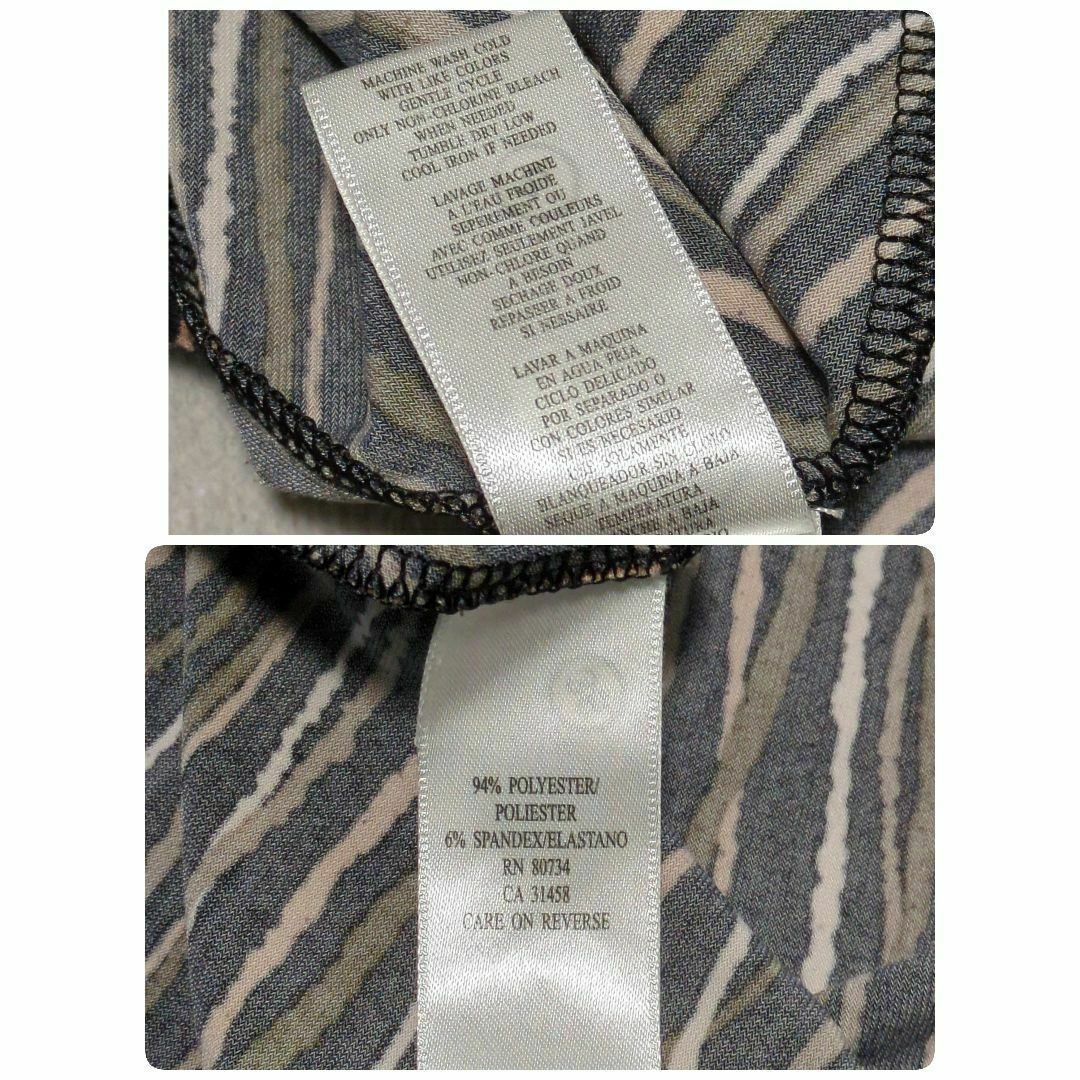 MACHINE WASH COLD
WITH LIKE COLORS
GENTLE CYCLE
ONLY NON-CHLORINE BLEACH
WHEN NEEDED
TUMBLE DRY LOW
COOL IRON IF NEEDED
LAVAGE MACHINE
A L'EAU FROIDE
SEPEREMENT OU
AVEC COMME COULEURS
UTILISEZ SEULEMENT JAVEL
NON-CHLORE QUAND
A BESOIN
SECHAGE DOUX
REPASSER A FROID
SI NESSAIRE
LAVAR A MAQUINA
EN AGUA FRIA
CICLO DELICADO
POR SEPARADO O
CON COLORES SIMILAR
SI ES NECESARIO
SOLAMENTE
BLANQUEADOR SIN CLORO
SEQUE A MAQUINA A BAJA
TEMPERATURA
A BAJA
94% POLYESTER/
POLIESTER
6% SPANDEX/ELASTANO
RN 80734
CA 31458
CARE ON REVERSE